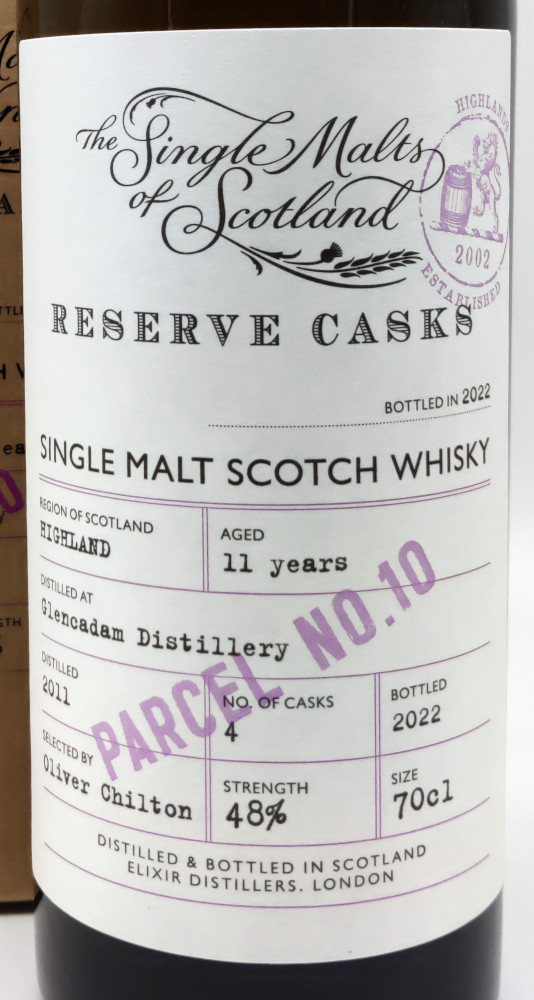 The Single Malts
of Scotland
HIGHLANDS
2002
ESTABLISHED
RESERVE CASKS
BOTTLED IN 2022
SINGLE MALT SCOTCH WHISKY
REGION OF SCOTLAND
HIGHLAND
AGED
11 years
DISTILLED AT
Glencadam Distillery
PARCEL NO.10
DISTILLED
2011
NO. OF CASKS
4
BOTTLED
2022
SELECTED BY
Oliver Chilton
STRENGTH
48%
SIZE
70cl
DISTILLED & BOTTLED IN SCOTLAND
ELIXIR DISTILLERS. LONDON